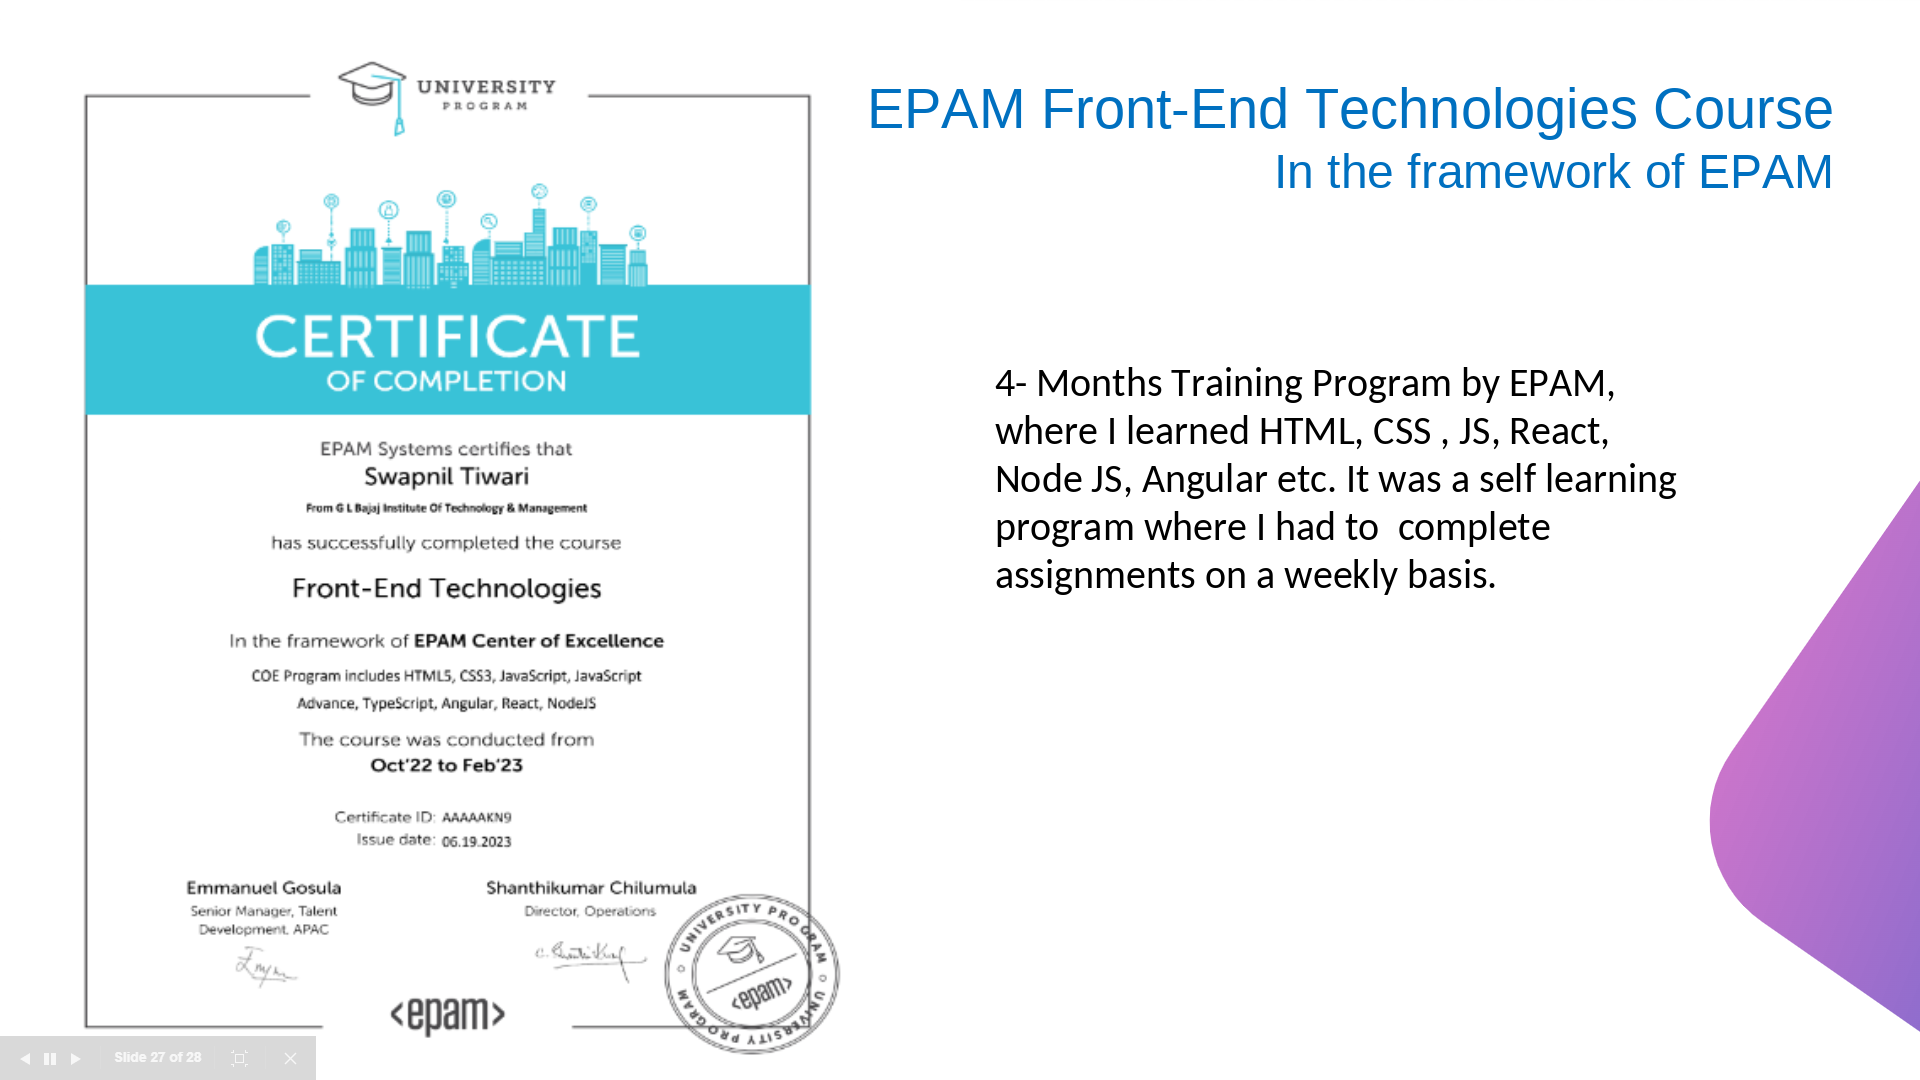 UNIVERSITY
PROGRAM
CERTIFICATE
OF COMPLETION
EPAM Systems certifies that
Swapnil Tiwari
From G L Bajaj Institute Of Technology & Management
has successfully completed the course
Front-End Technologies
In the framework of EPAM Center of Excellence
COE Program includes HTML5, CSS3, JavaScript, JavaScript
Advance, TypeScript, Angular, React, NodeJS
The course was conducted from
Oct'22 to Feb'23
Certificate ID: AAAAAKN9
Issue date: 06.19.2023
Emmanuel Gosula
Senior Manager, Talent
Development, APAC
Shanthikumar Chilumula
Director, Operations
<epam>
UNIVERSITY PROGRAM
UNIVERSITY PROGRAM
<epam>
EPAM Front-End Technologies Course
In the framework of EPAM
4- Months Training Program by EPAM,
where I learned HTML, CSS , JS, React,
Node JS, Angular etc. It was a self learning
program where I had to  complete
assignments on a weekly basis.
Slide 27 of 28